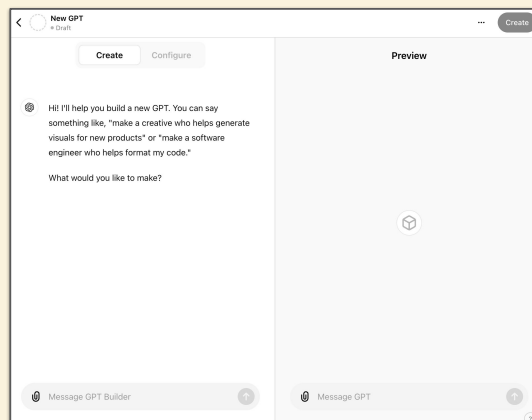 New GPT
Draft
Create
Create
Configure
Preview
Hi! I'll help you build a new GPT. You can say
something like, "make a creative who helps generate
visuals for new products" or "make a software
engineer who helps format my code."
What would you like to make?
Message GPT Builder
Message GPT